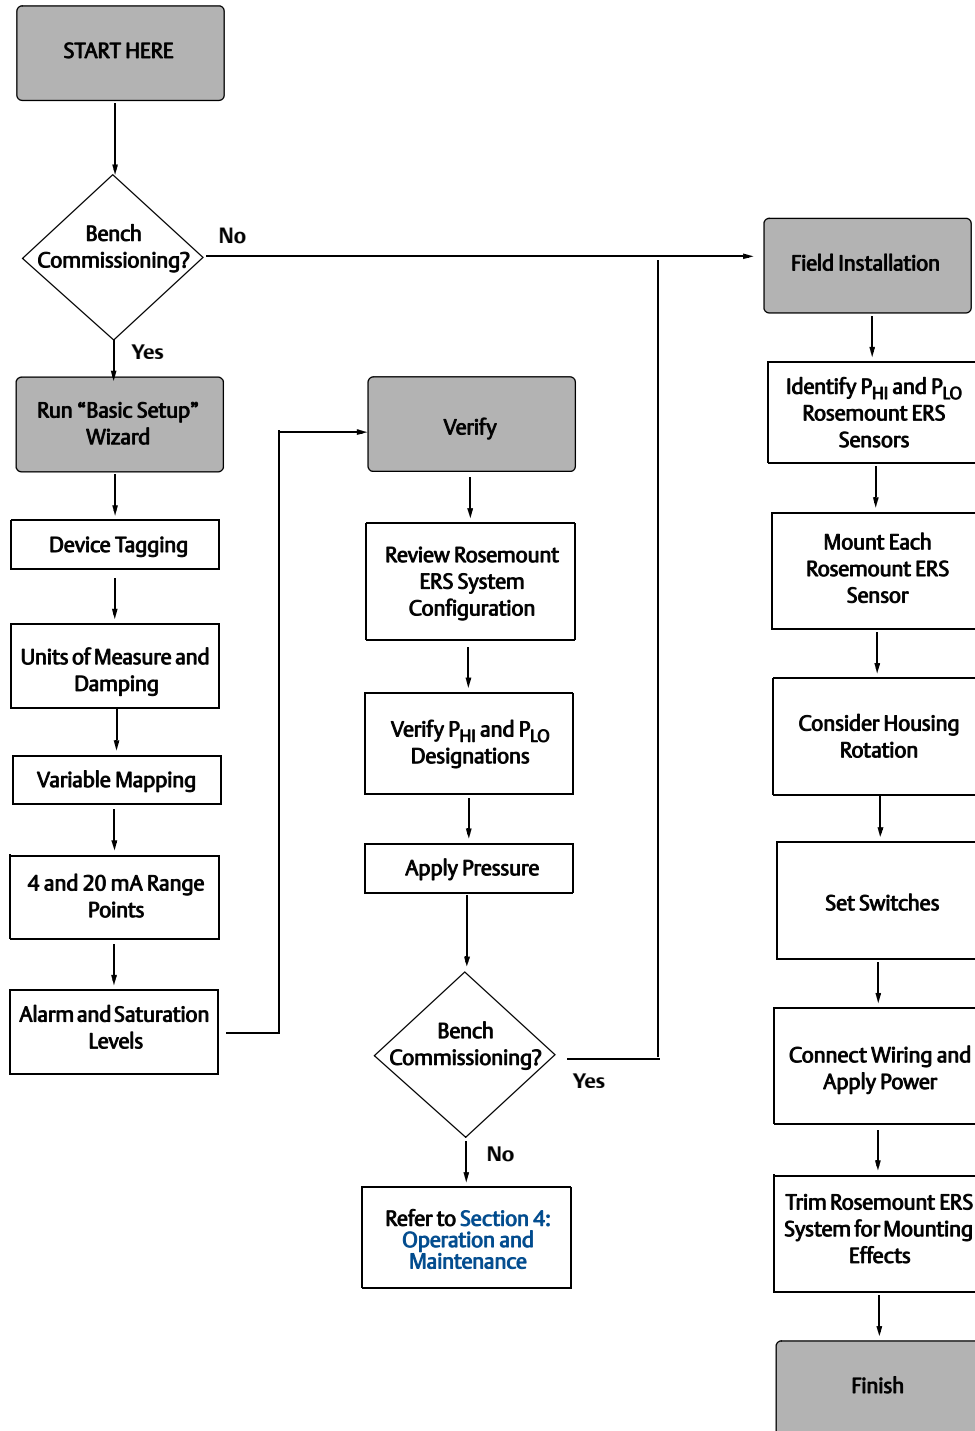 START HERE
Bench
Commissioning?
No
Yes
Run “Basic Setup”
Wizard
Device Tagging
Units of Measure and
Damping
Variable Mapping
4 and 20 mA Range
Points
Alarm and Saturation
Levels
Verify
Review Rosemount
ERS System
Configuration
Verify PHI and PLO
Designations
Apply Pressure
Bench
Commissioning?
Yes
No
Refer to Section 4:
Operation and
Maintenance
Field Installation
Identify PHI and PLO
Rosemount ERS
Sensors
Mount Each
Rosemount ERS
Sensor
Consider Housing
Rotation
Set Switches
Connect Wiring and
Apply Power
Trim Rosemount ERS
System for Mounting
Effects
Finish